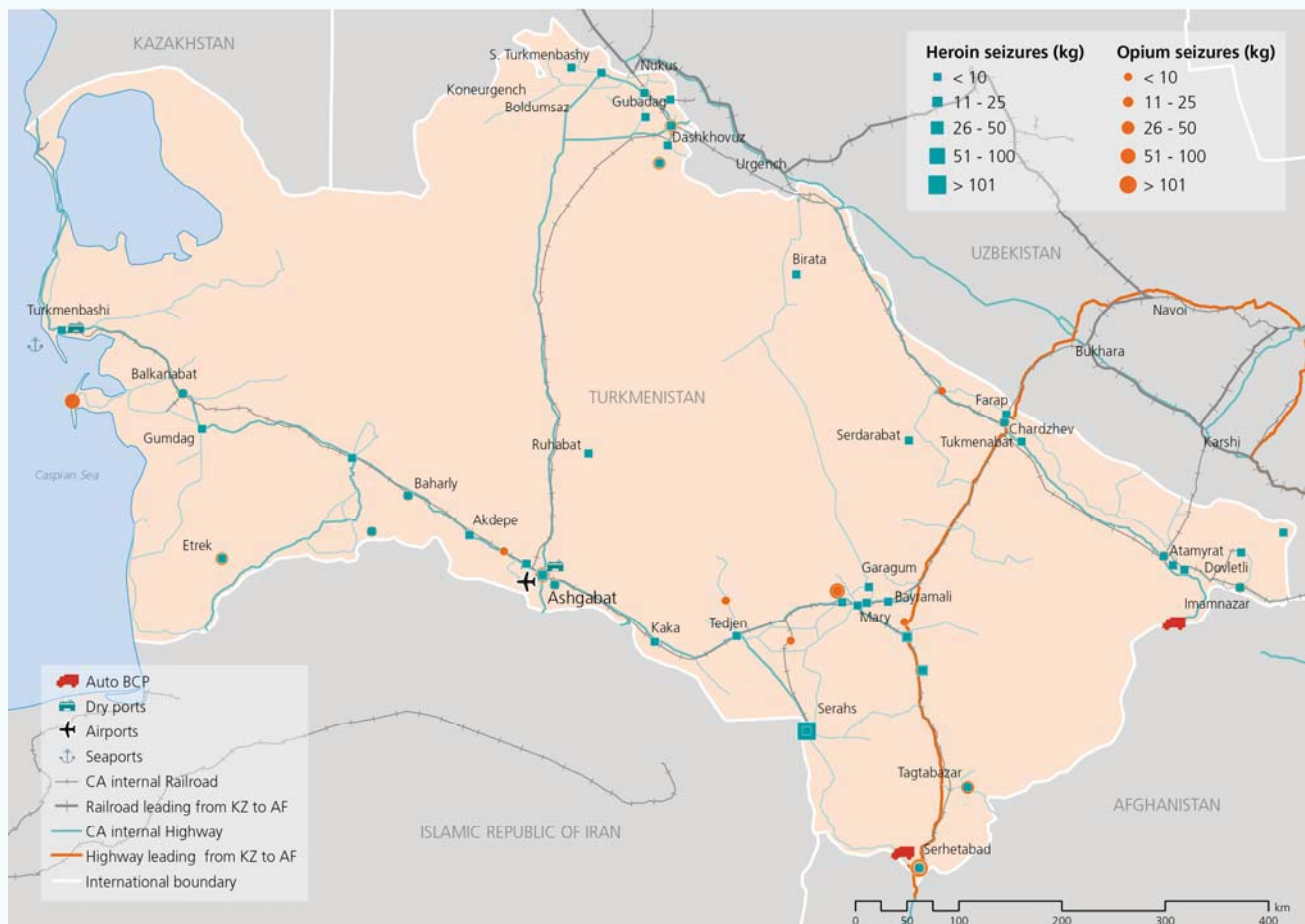 KAZAKHSTAN
Heroin seizures (kg)
< 10
11 - 25
26 - 50
51 - 100
> 101
Opium seizures (kg)
< 10
11 - 25
26 - 50
51 - 100
> 101
S. Turkmenbashy
Nukus
Koneurgench
Boldumsaz
Gubadag
Dashkhovuz
Urgench
UZBEKISTAN
Birata
Navoi
Turkmenbashi
Bukhara
Balkanabat
TURKMENISTAN
Farap
Chardzhev
Gumdag
Ruhabat
Serdarabat
Tukmenabat
Karshi
Caspian Sea
Baharly
Akdepe
Etrek
Atamyrat
Dovletli
Garagum
Ashgabat
Bayramali
Imamnazar
Mary
Kaka
Tedjen
Serahs
Tagtabazar
AFGHANISTAN
ISLAMIC REPUBLIC OF IRAN
Serhetabad
Auto BCP
Dry ports
Airports
Seaports
CA internal Railroad
Railroad leading from KZ to AF
CA internal Highway
Highway leading from KZ to AF
International boundary
km
0 50 100 200 300 400